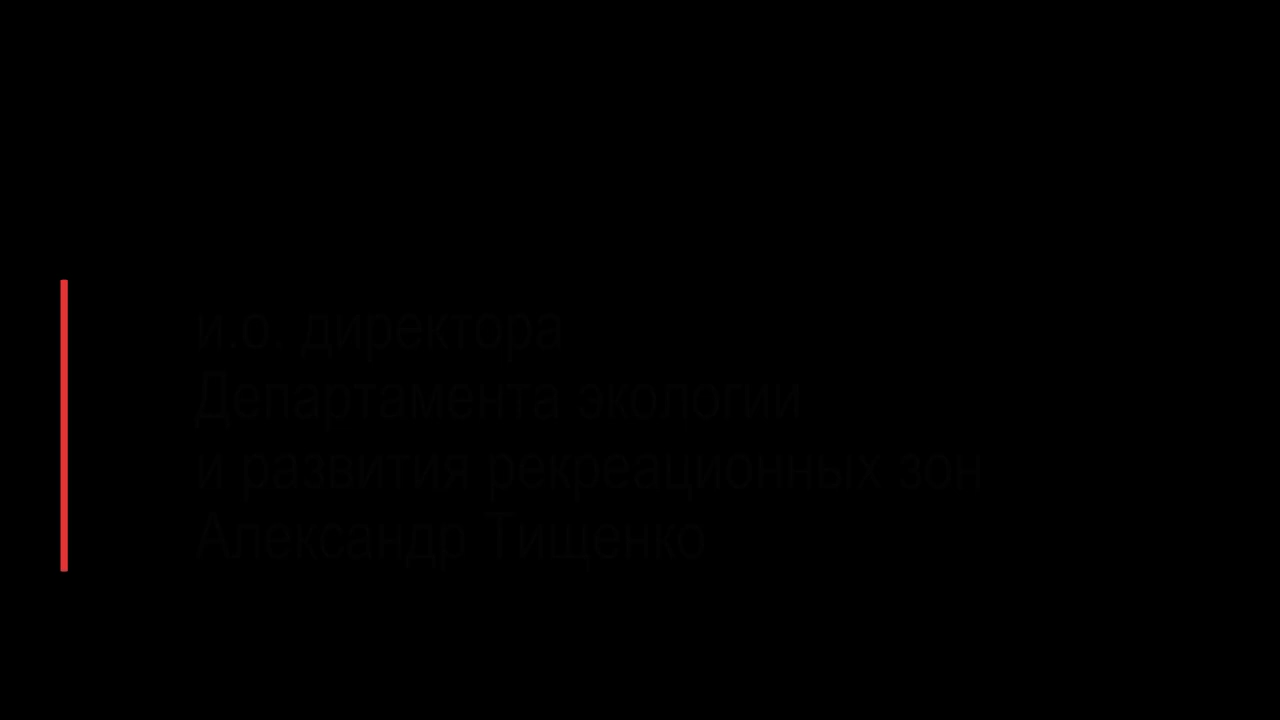 и.о. директора
Департамента экологии
и развития рекреационных зон
Александр Тищенко